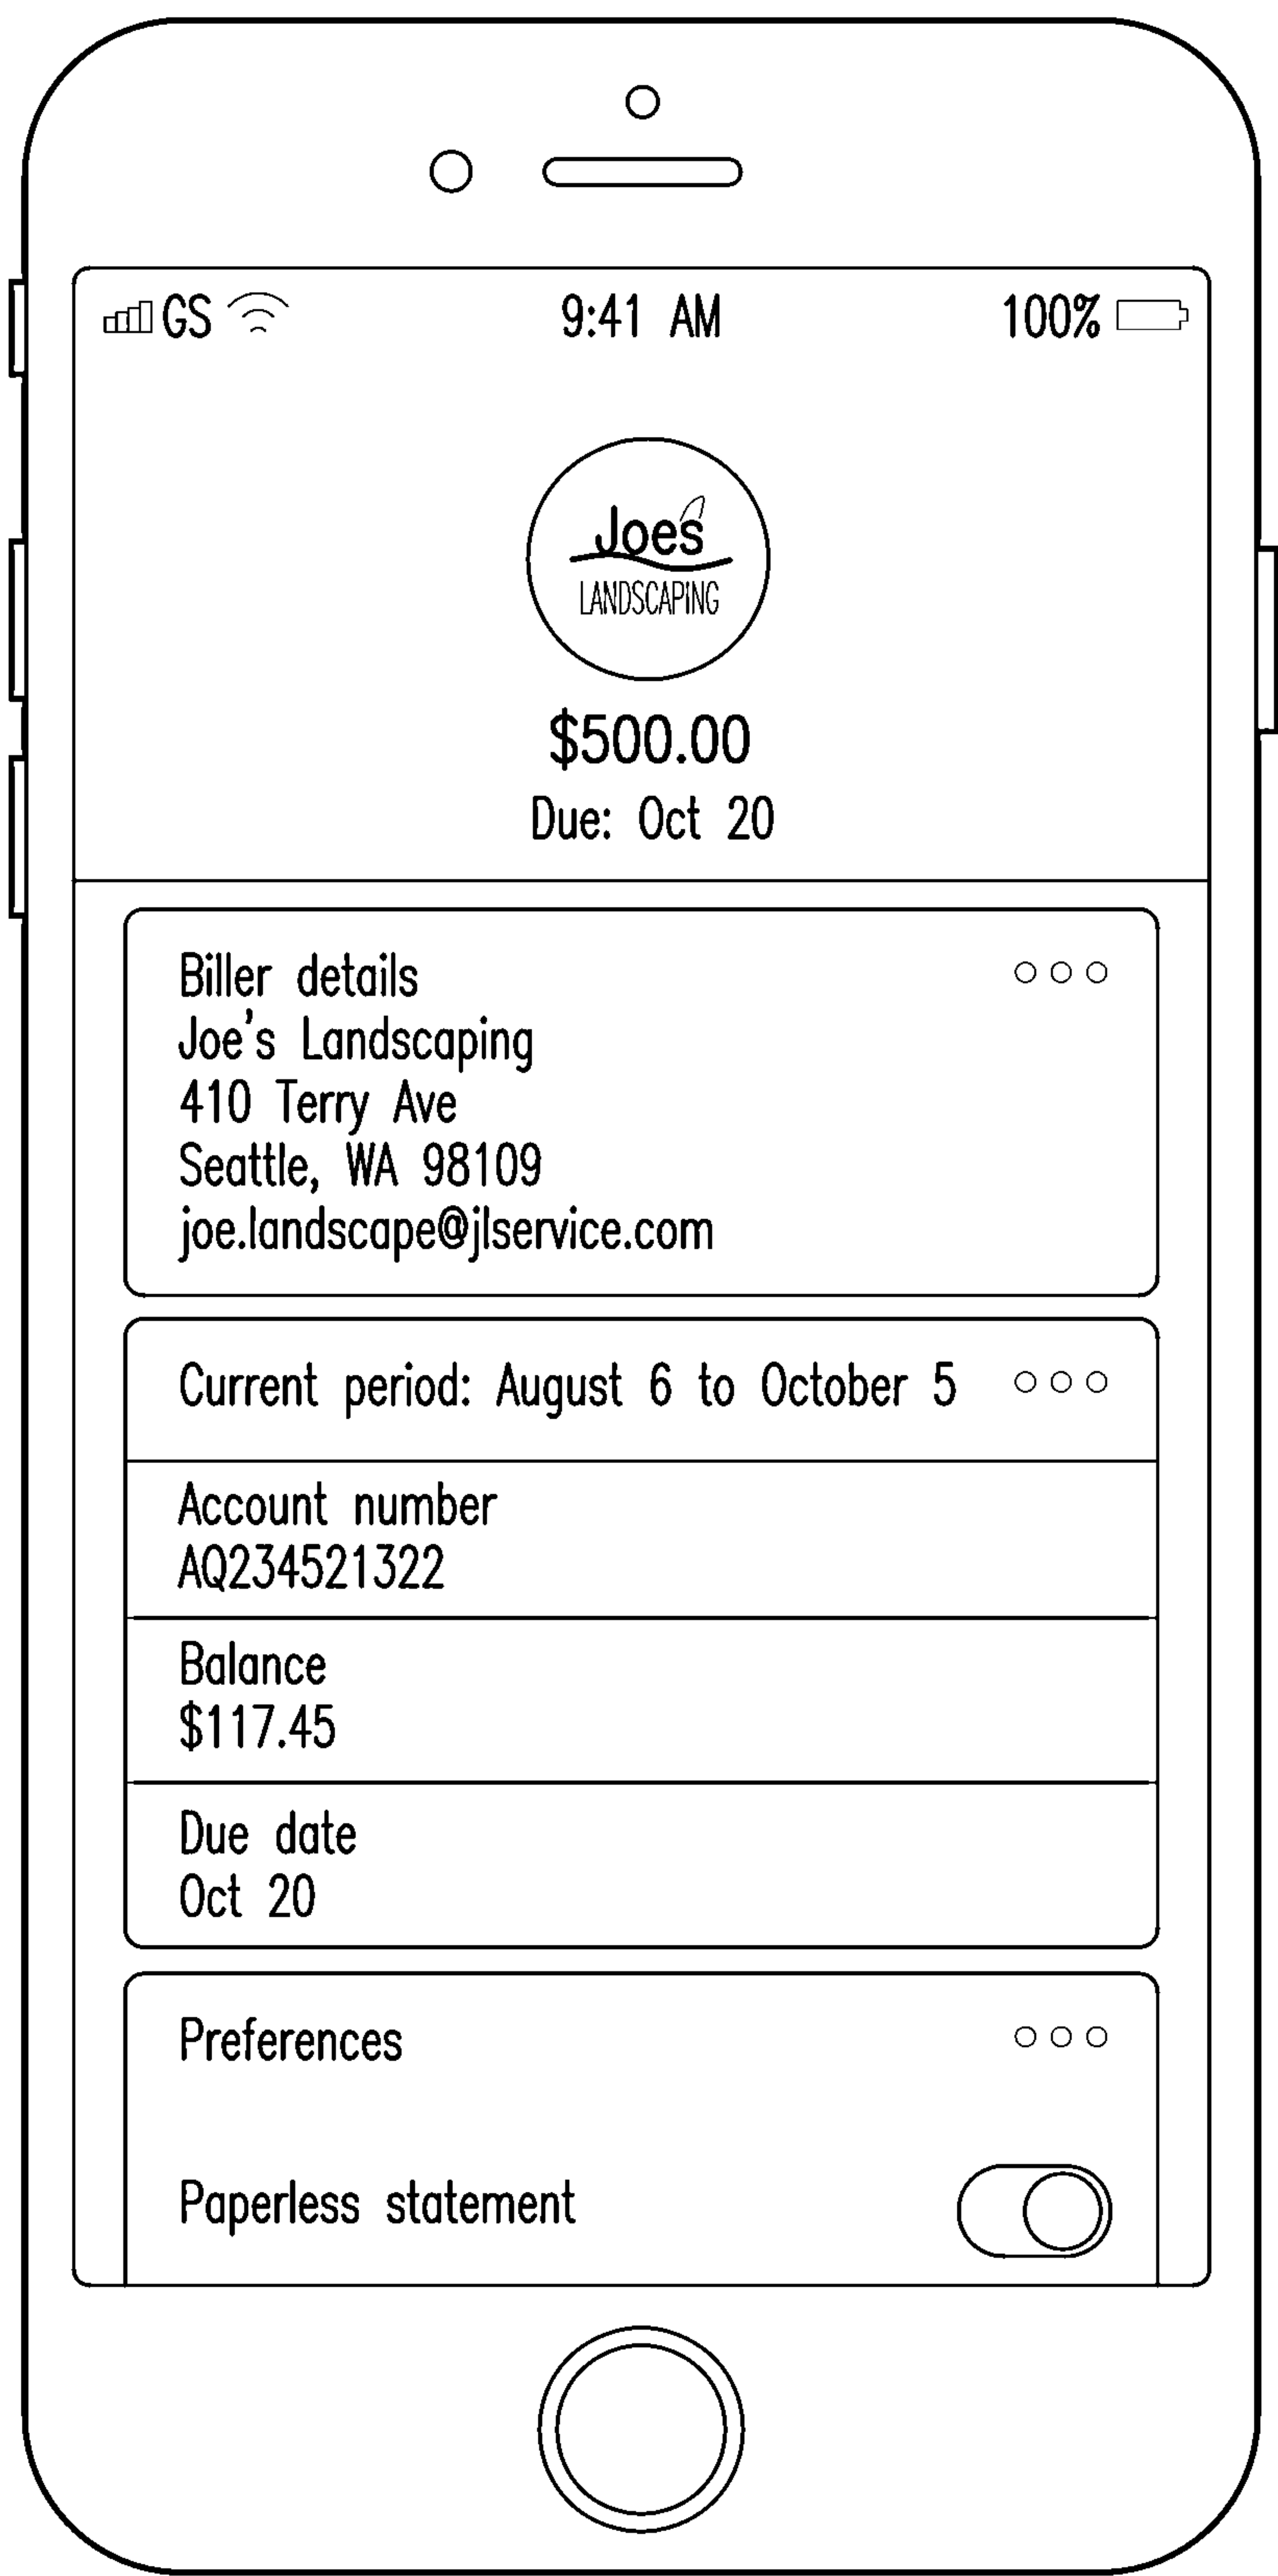 GS 9:41 AM 100%
Joe's
LANDSCAPING
$500.00
Due: Oct 20
Biller details
Joe's Landscaping
410 Terry Ave
Seattle, WA 98109
joe.landscape@jlservice.com
Current period: August 6 to October 5
Account number
AQ234521322
Balance
$117.45
Due date
Oct 20
Preferences
Paperless statement